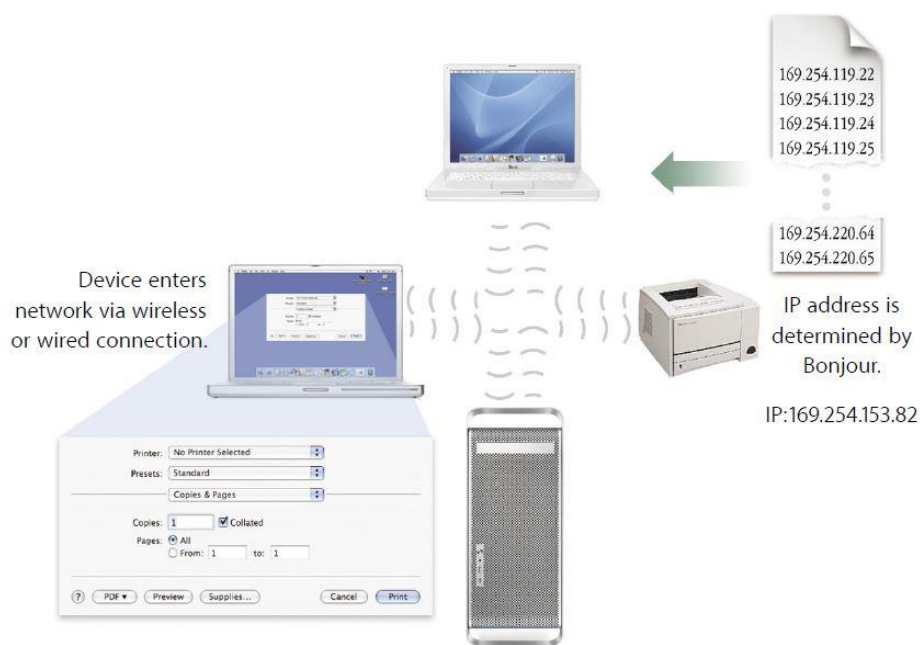 169.254.119.22
169.254.119.23
169.254.119.24
169.254.119.25
169.254.220.64
169.254.220.65
Device enters
network via wireless
or wired connection.
IP address is
determined by
Bonjour.
IP:169.254.153.82
Printer: No Printer Selected
Presets: Standard
Copies & Pages
Copies: 1 Collated
Pages: All
From: 1 to: 1
? PDF▼ Preview Supplies... Cancel Print